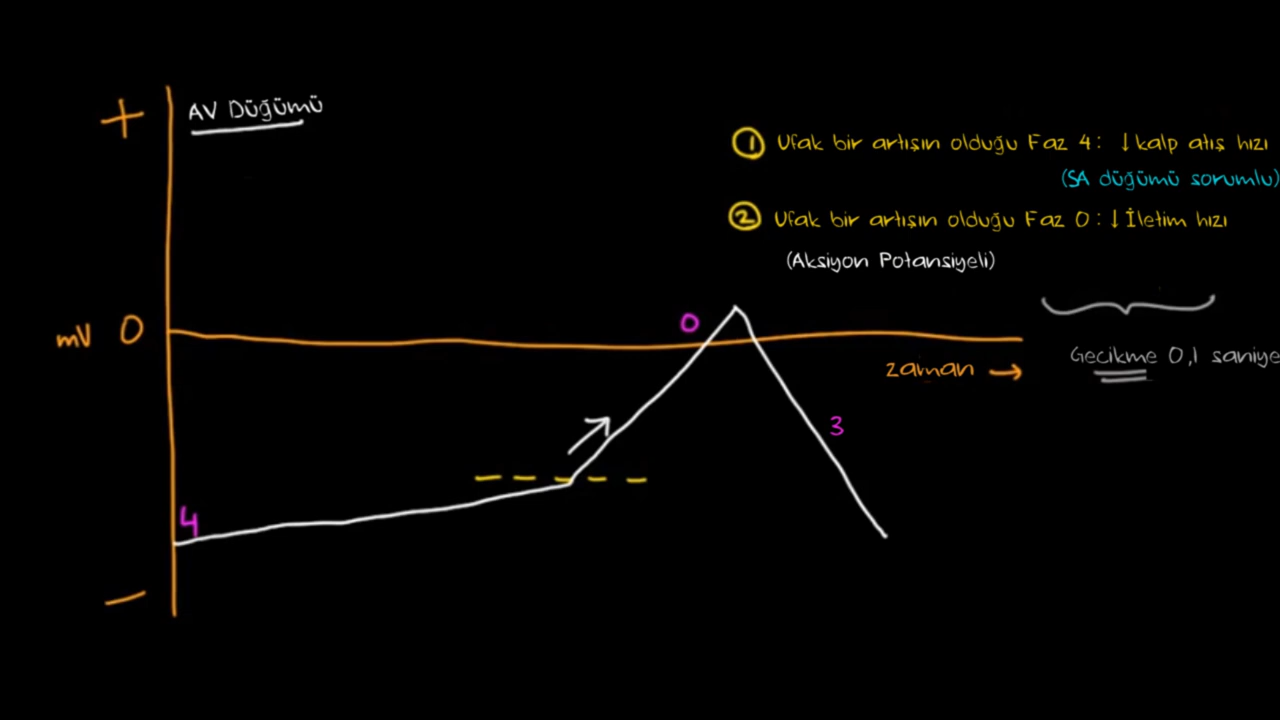 +
AV Düğümü
① Ufak bir artışın olduğu Faz 4: ↓kalp atış hızı
(SA düğümü sorumlu)
② Ufak bir artışın olduğu Faz 0: ↓İletim hızı
(Aksiyon Potansiyeli)
mV 0
0
zaman →
Gecikme 0,1 saniye
3
4
−